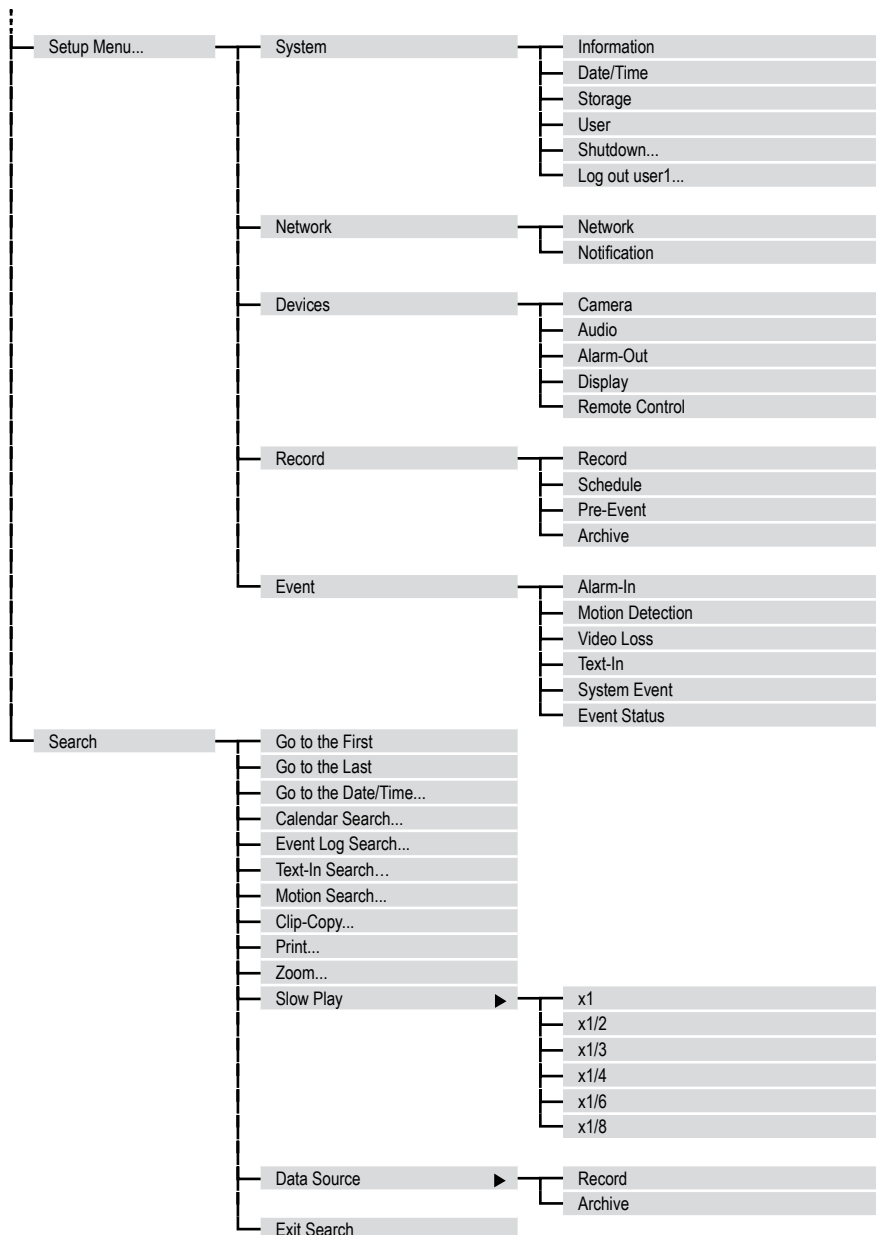 Setup Menu...
System
Information
Date/Time
Storage
User
Shutdown...
Log out user1...
Network
Network
Notification
Devices
Camera
Audio
Alarm-Out
Display
Remote Control
Record
Record
Schedule
Pre-Event
Archive
Event
Alarm-In
Motion Detection
Video Loss
Text-In
System Event
Event Status
Search
Go to the First
Go to the Last
Go to the Date/Time...
Calendar Search...
Event Log Search...
Text-In Search…
Motion Search...
Clip-Copy...
Print...
Zoom...
Slow Play
x1
x1/2
x1/3
x1/4
x1/6
x1/8
Data Source
Record
Archive
Exit Search